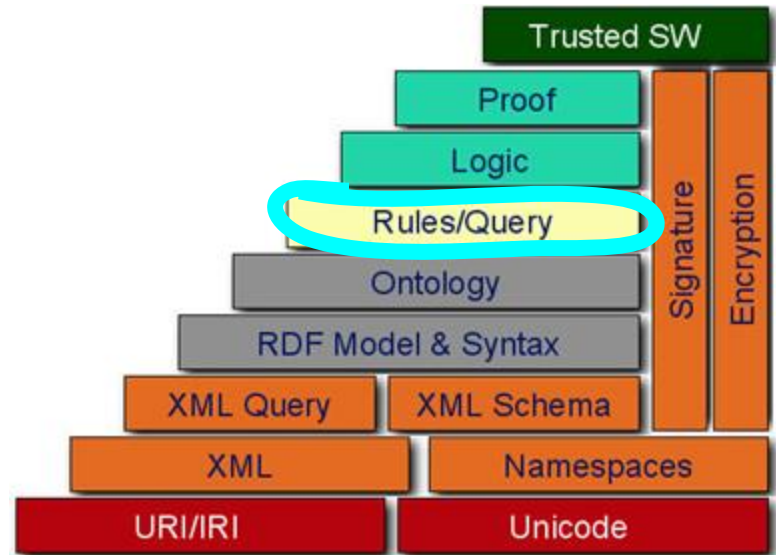 Trusted SW
Proof
Logic
Rules/Query
Ontology
RDF Model & Syntax
XML Query XML Schema
Signature
Encryption
XML Namespaces
URI/IRI Unicode